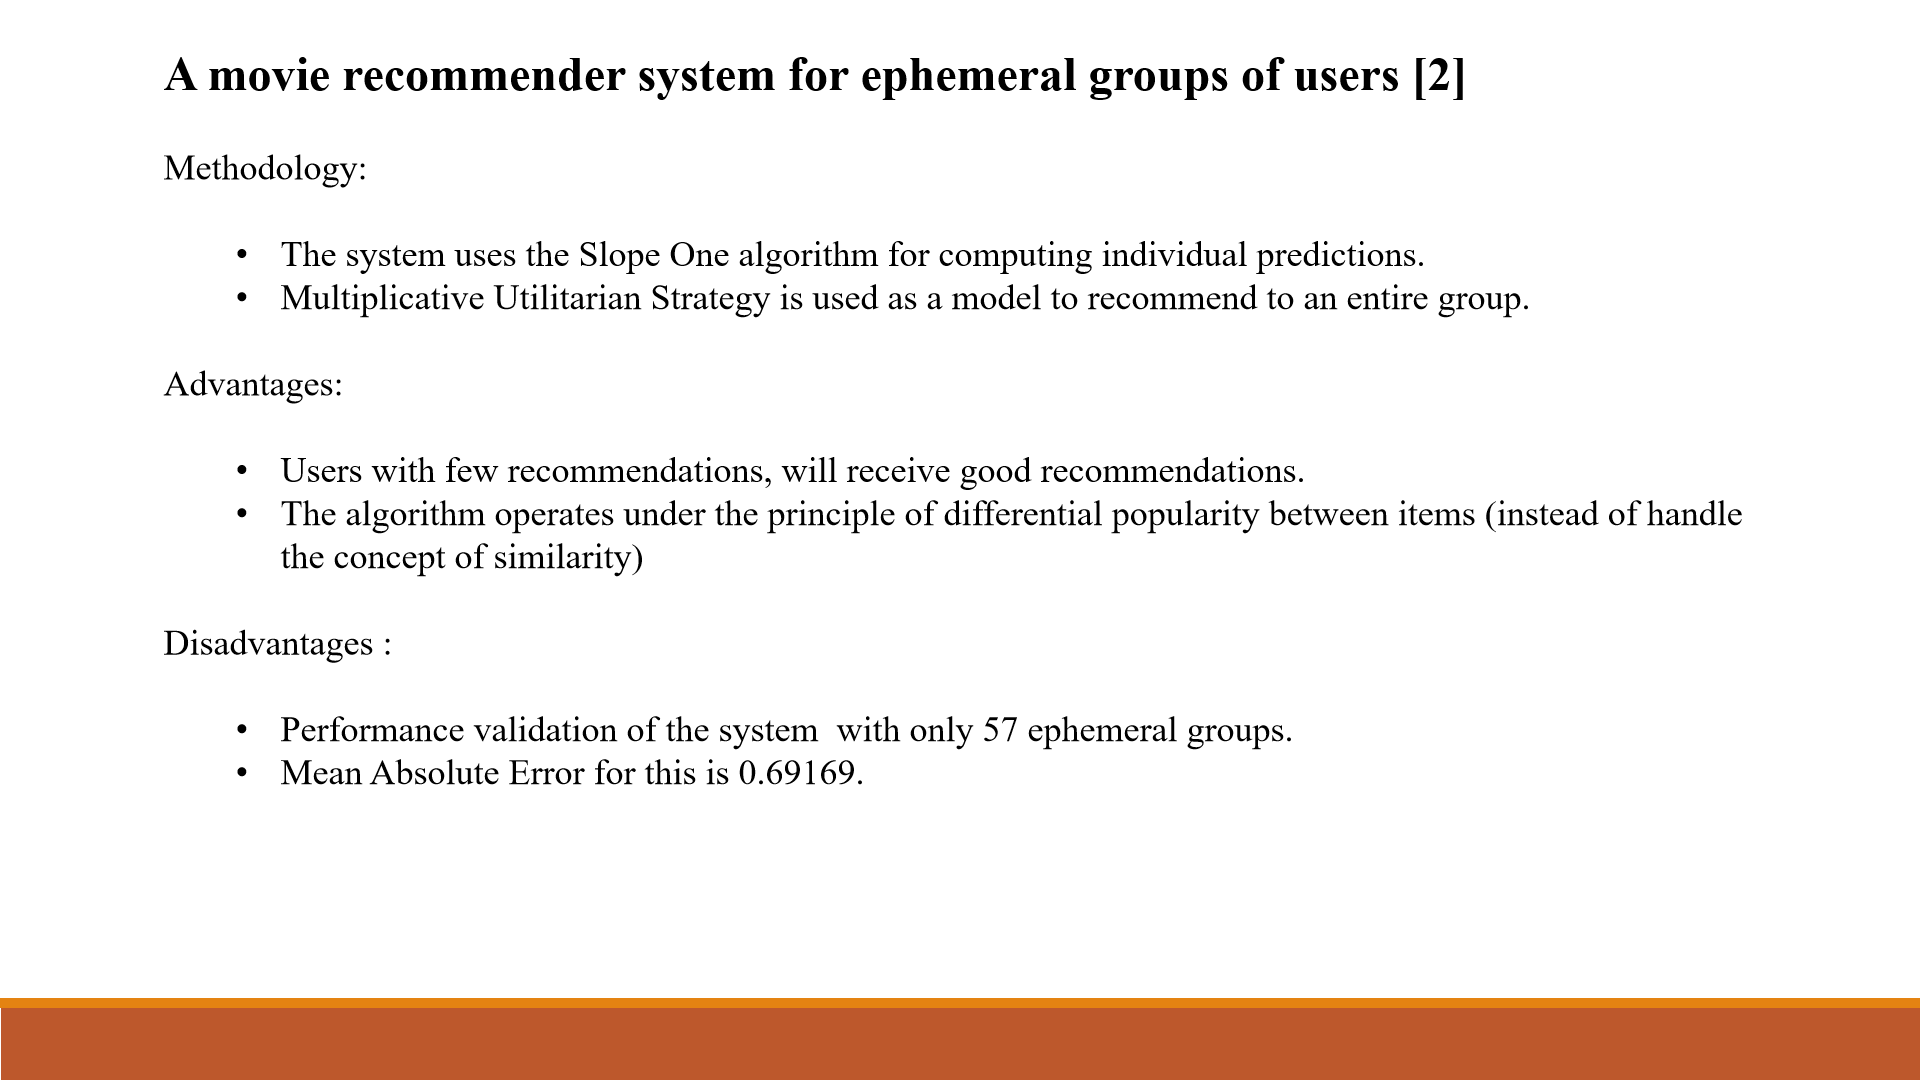 A movie recommender system for ephemeral groups of users [2]
Methodology:
• The system uses the Slope One algorithm for computing individual predictions.
• Multiplicative Utilitarian Strategy is used as a model to recommend to an entire group.
Advantages:
• Users with few recommendations, will receive good recommendations.
• The algorithm operates under the principle of differential popularity between items (instead of handle
the concept of similarity)
Disadvantages :
• Performance validation of the system  with only 57 ephemeral groups.
• Mean Absolute Error for this is 0.69169.